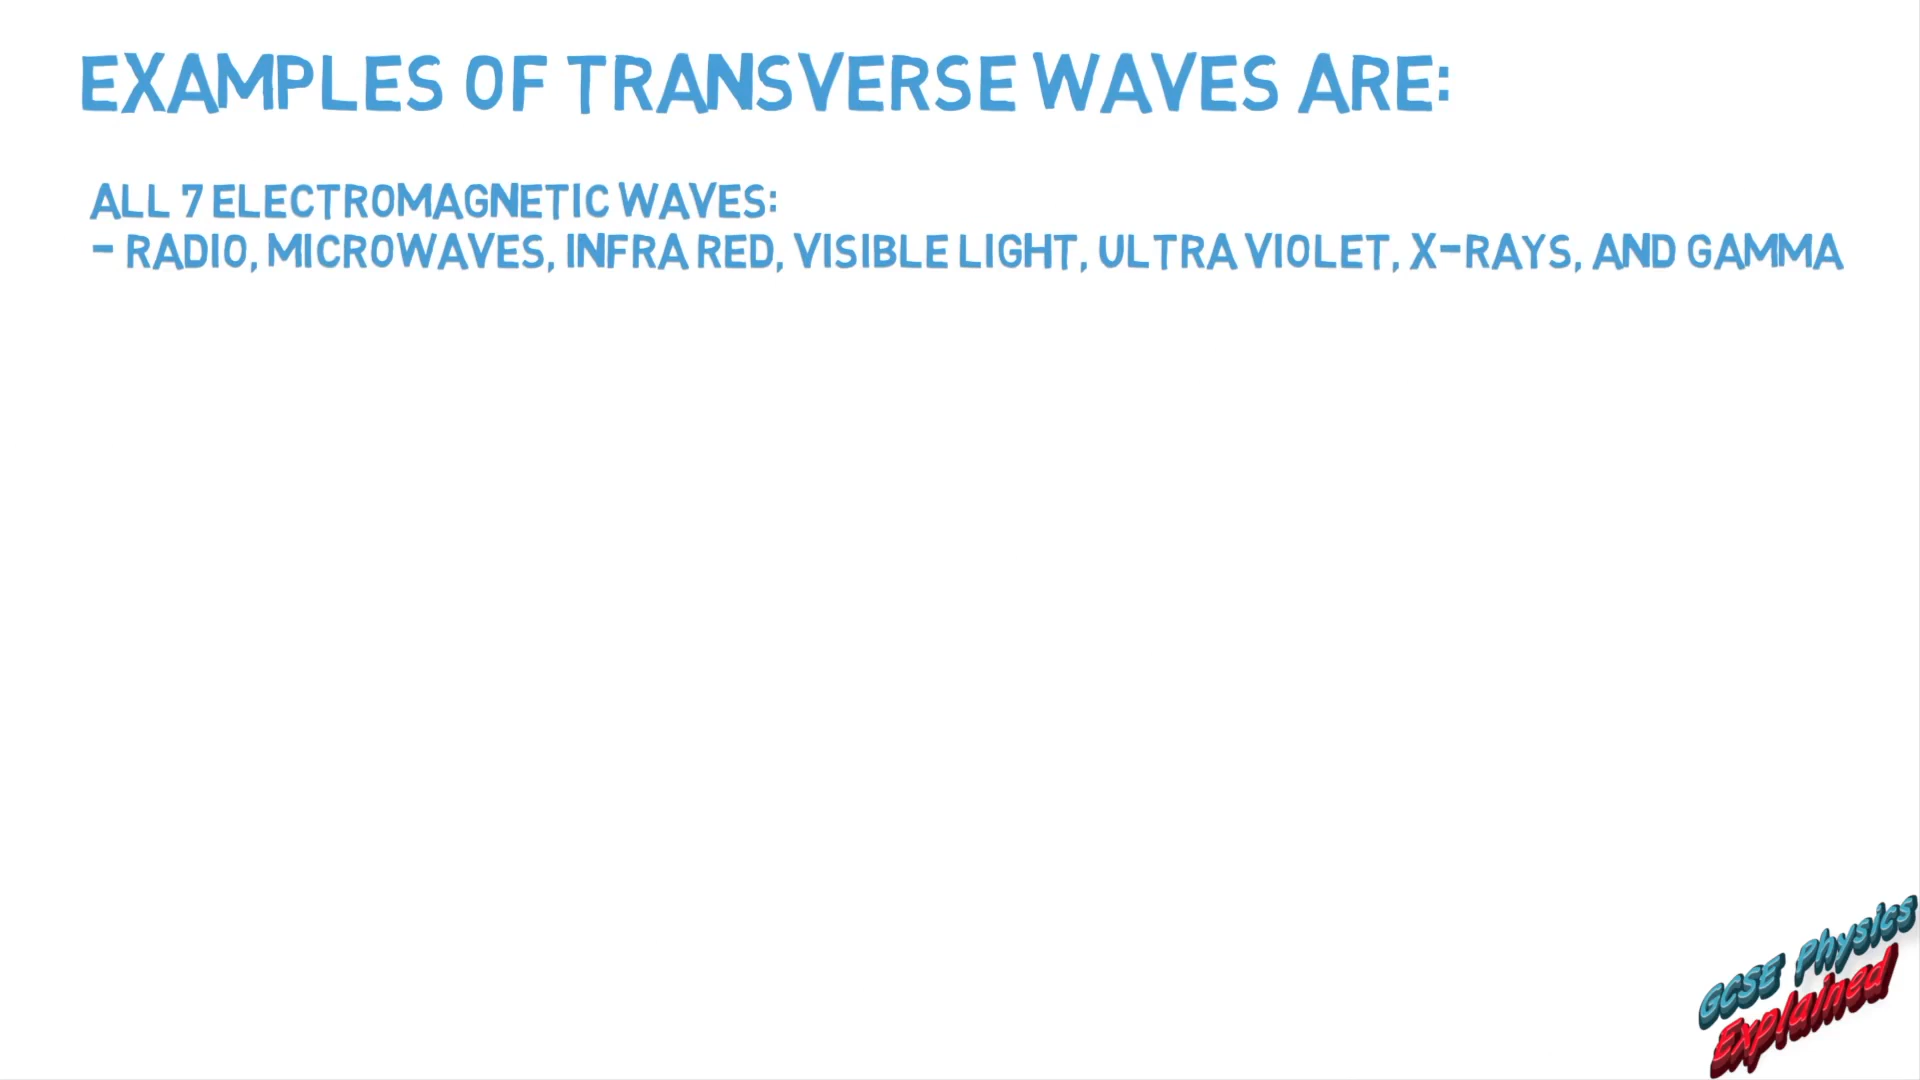 EXAMPLES OF TRANSVERSE WAVES ARE:
ALL 7 ELECTROMAGNETIC WAVES:
- RADIO, MICROWAVES, INFRA RED, VISIBLE LIGHT, ULTRA VIOLET, X-RAYS, AND GAMMA
GCSE Physics
Explained